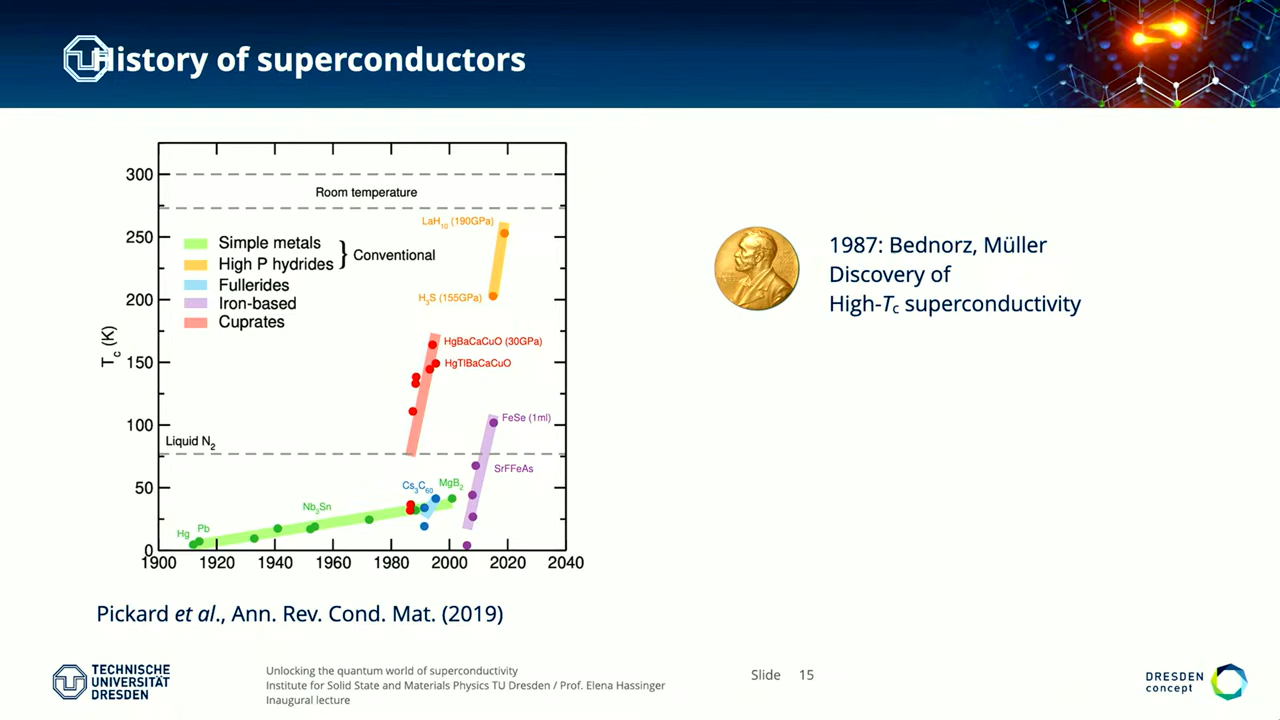 History of superconductors
300
250
200
150
100
50
0
T_c (K)
1900 1920 1940 1960 1980 2000 2020 2040
Room temperature
Simple metals
High P hydrides
} Conventional
Fullerides
Iron-based
Cuprates
Liquid N₂
LaH₁₀ (190GPa)
H₃S (155GPa)
HgBaCaCuO (30GPa)
HgTlBaCaCuO
FeSe (1ml)
SrFFeAs
MgB₂
Cs₃C₆₀
Nb₃Sn
Hg
Pb
1987: Bednorz, Müller
Discovery of
High-T꜀ superconductivity
Pickard et al., Ann. Rev. Cond. Mat. (2019)
TECHNISCHE
UNIVERSITÄT
DRESDEN
Unlocking the quantum world of superconductivity
Institute for Solid State and Materials Physics TU Dresden / Prof. Elena Hassinger
Inaugural lecture
Slide 15
DRESDEN
concept